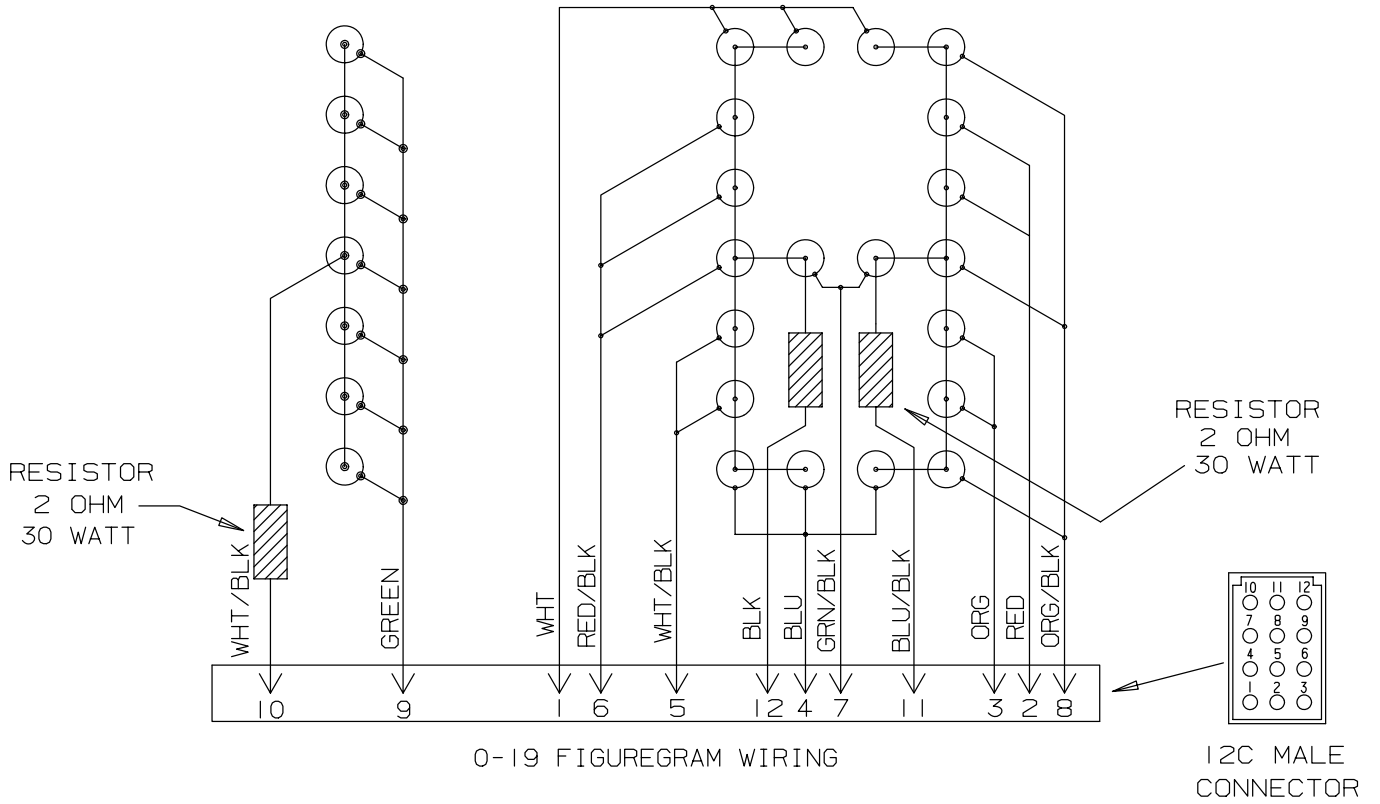 RESISTOR
2 OHM
30 WATT
RESISTOR
2 OHM
30 WATT
WHT/BLK
GREEN
WHT
RED/BLK
WHT/BLK
BLK
BLU
GRN/BLK
BLU/BLK
ORG
RED
ORG/BLK
10 9 1 6 5 12 4 7 11 3 2 8
10 11 12
7 8 9
4 5 6
1 2 3
0-19 FIGUREGRAM WIRING
12C MALE
CONNECTOR